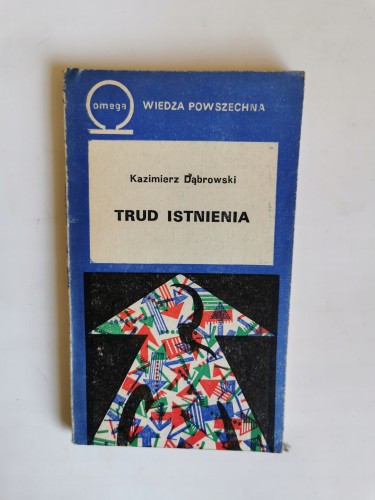 omega
WIEDZA POWSZECHNA
Kazimierz Dąbrowski
TRUD ISTNIENIA